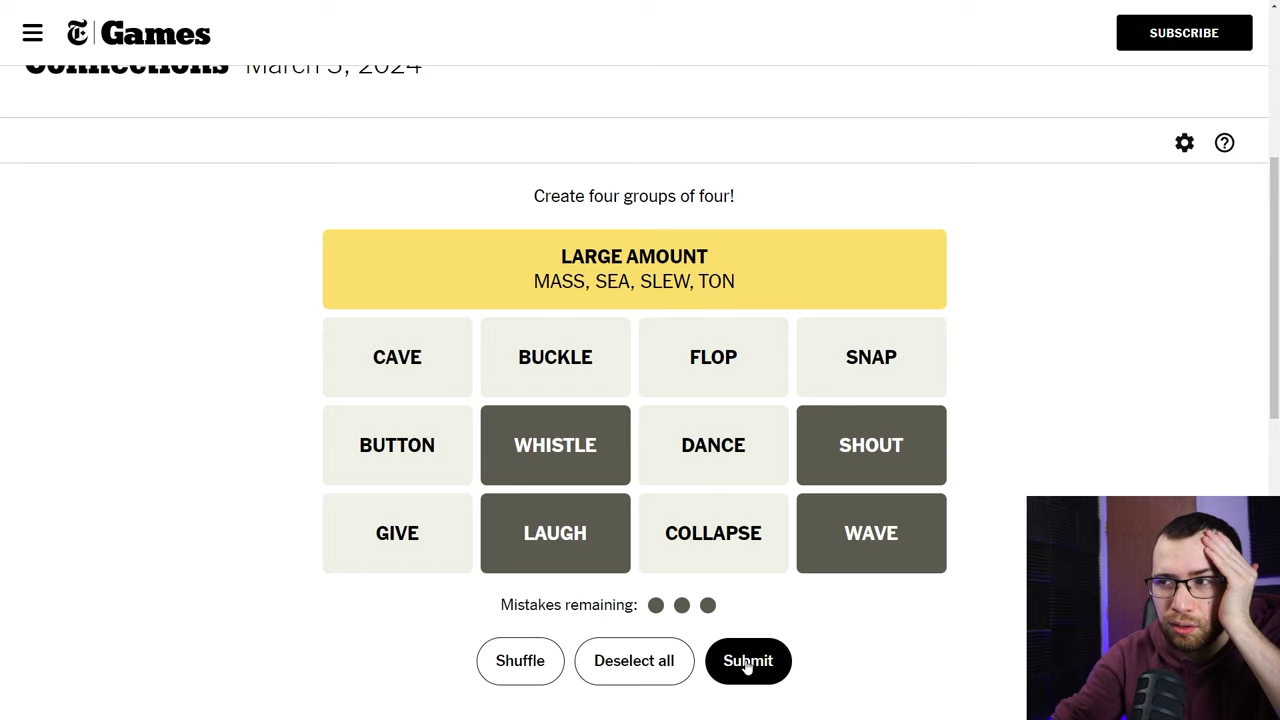 T Games
SUBSCRIBE
Connections March 5, 2024
Create four groups of four!
LARGE AMOUNT
MASS, SEA, SLEW, TON
CAVE BUCKLE FLOP SNAP
BUTTON WHISTLE DANCE SHOUT
GIVE LAUGH COLLAPSE WAVE
Mistakes remaining:
Shuffle Deselect all Submit